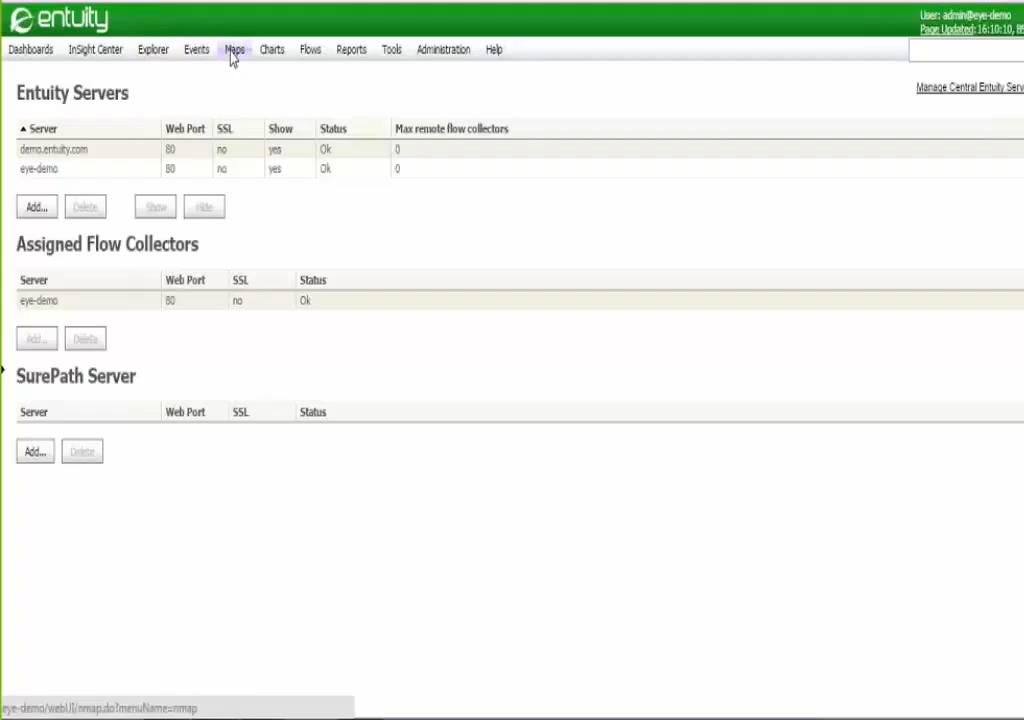 entuity
User: admin@eye-demo
Page Updated: 16:10:10,
Dashboards InSight Center Explorer Events Maps Charts Flows Reports Tools Administration Help
Entuity Servers
Manage Central Entuity Serv
Server Web Port SSL Show Status Max remote flow collectors
demo.entuity.com 80 no yes Ok 0
eye-demo 80 no yes Ok 0
Add... Delete Show Hide
Assigned Flow Collectors
Server Web Port SSL Status
eye-demo 80 no Ok
Add... Delete
SurePath Server
Server Web Port SSL Status
Add... Delete
eye-demo/webUI/nmap.do?menuName=nmap